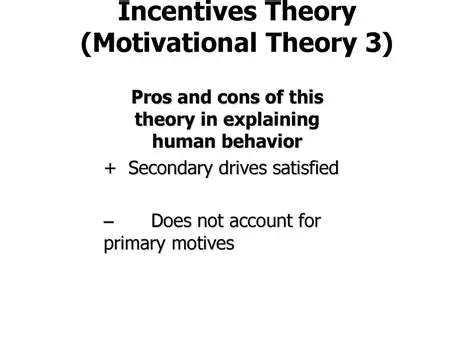 Incentives Theory
(Motivational Theory 3)
Pros and cons of this
theory in explaining
human behavior
+ Secondary drives satisfied
– Does not account for
primary motives